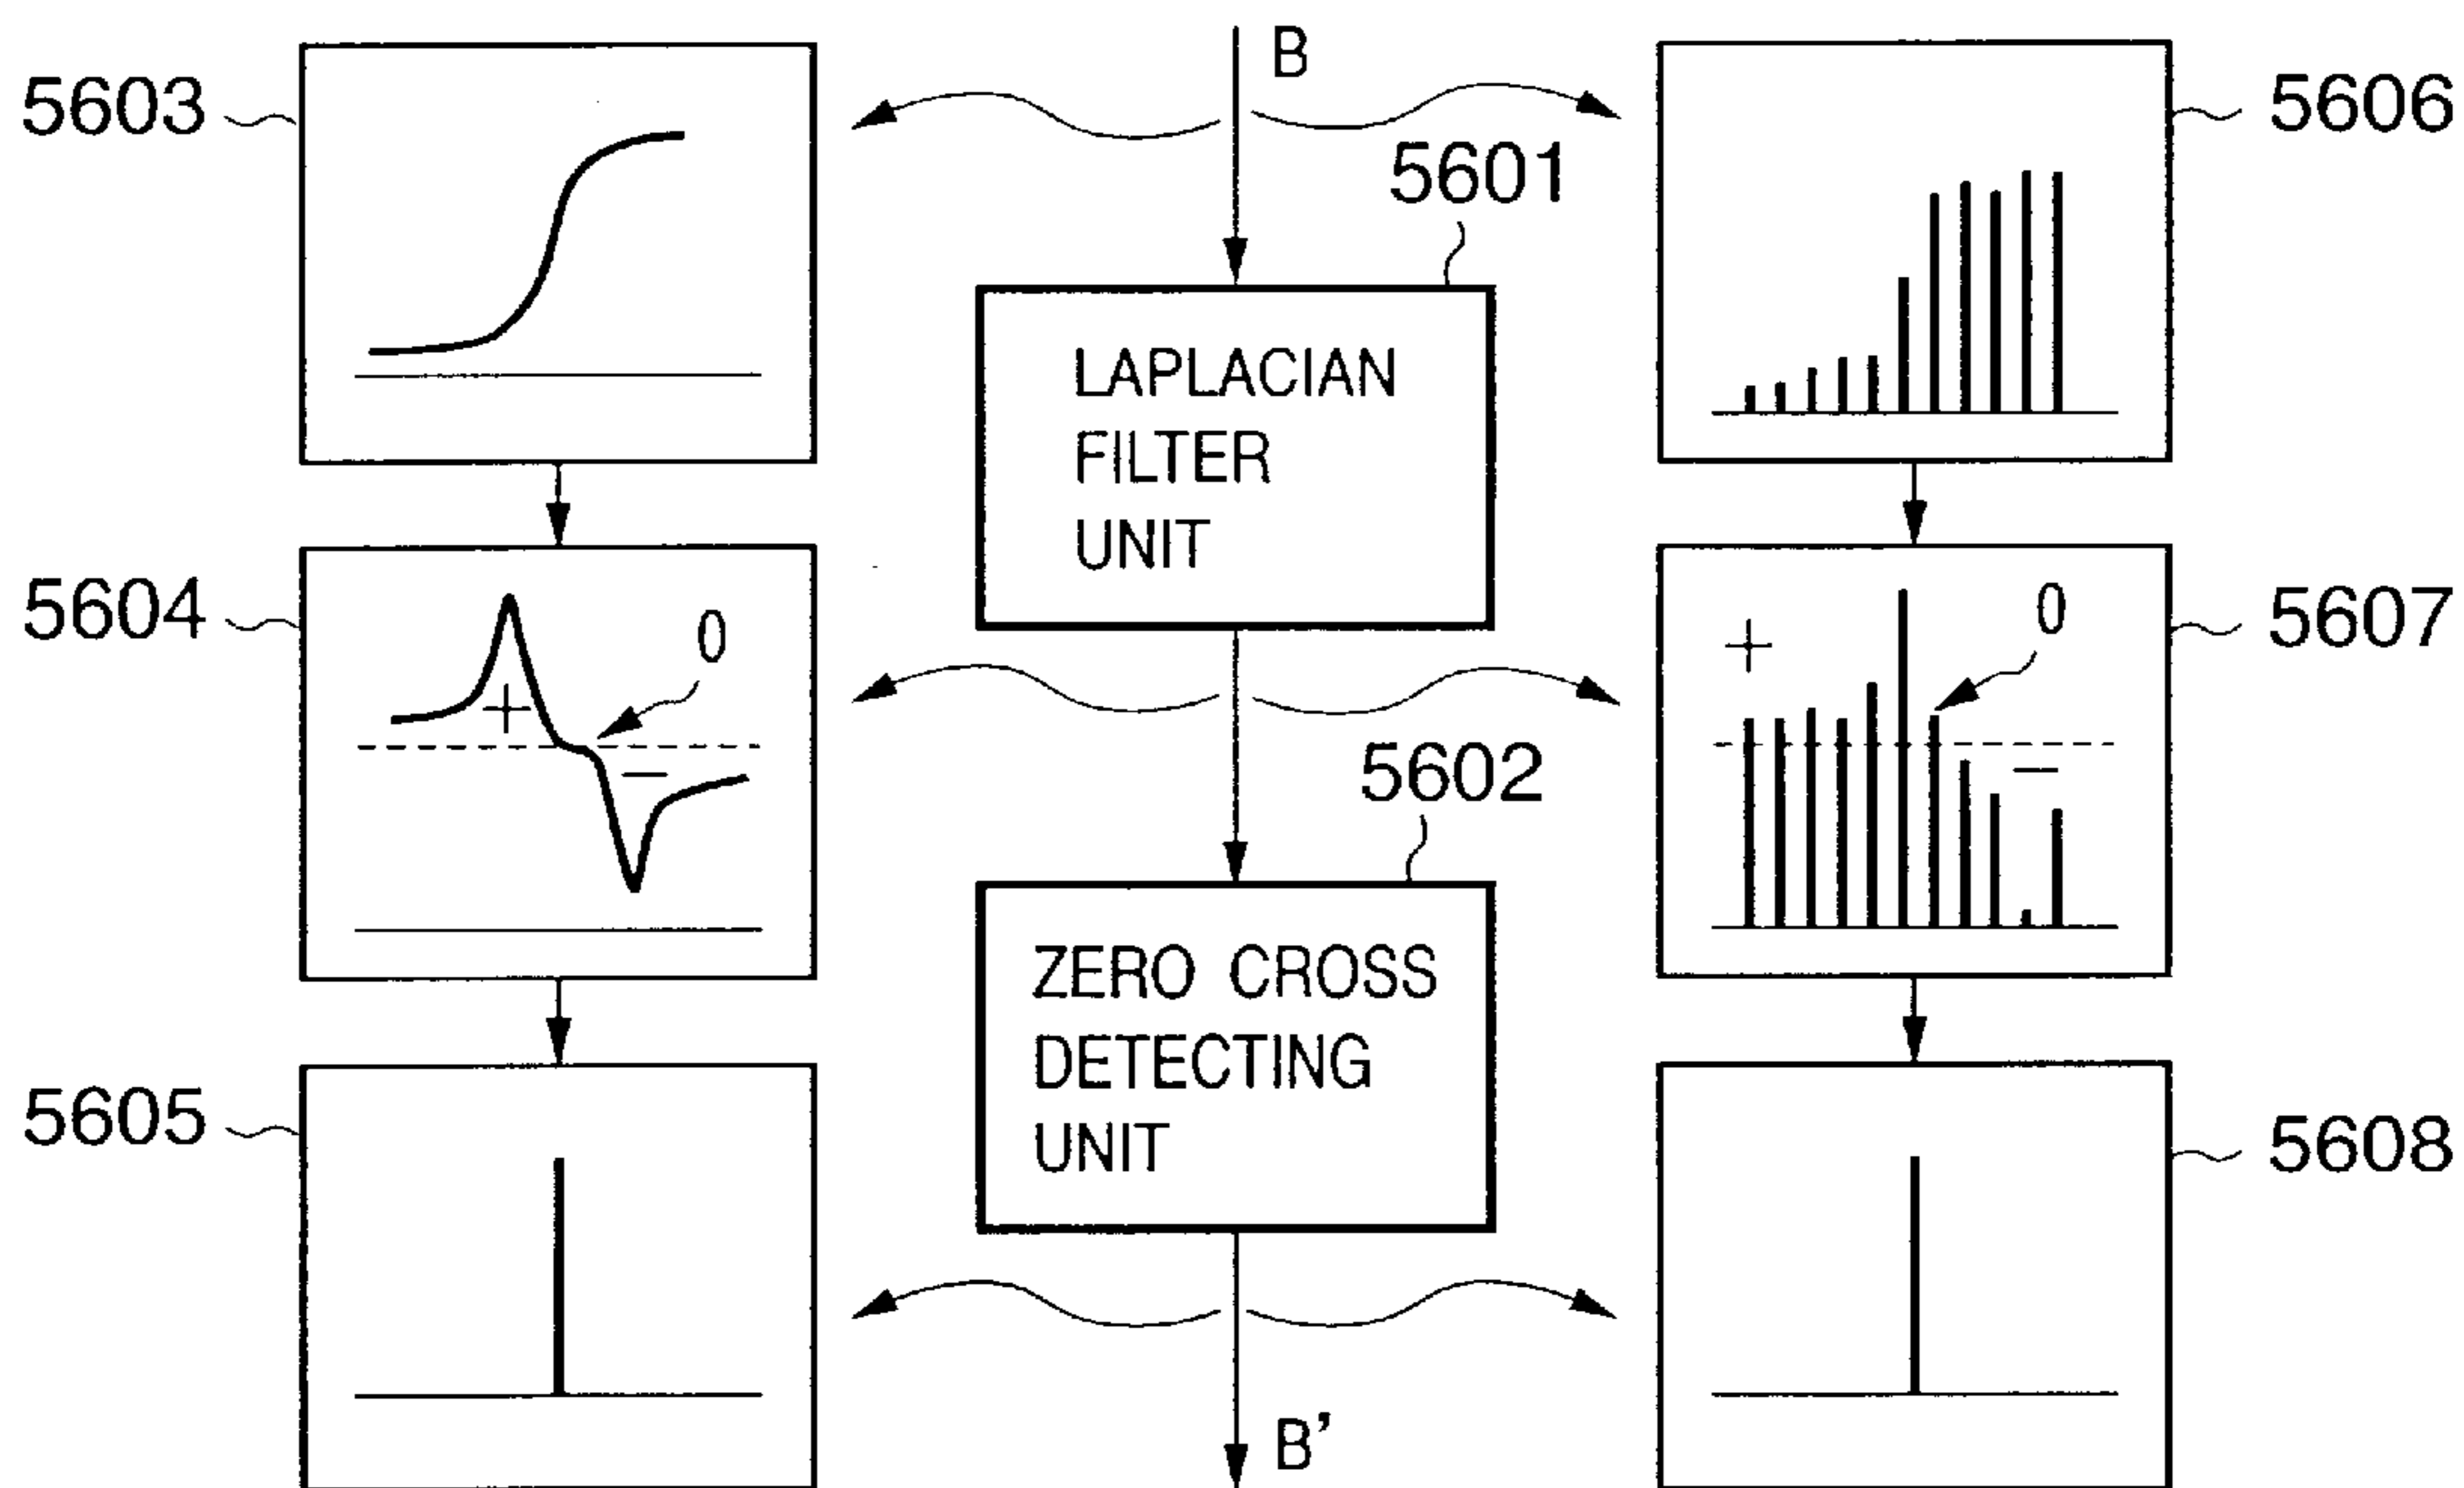 B
5603
5606
5601
LAPLACIAN
FILTER
UNIT
5604
+
0
−
5607
+
0
−
5602
ZERO CROSS
DETECTING
UNIT
5605
5608
B’